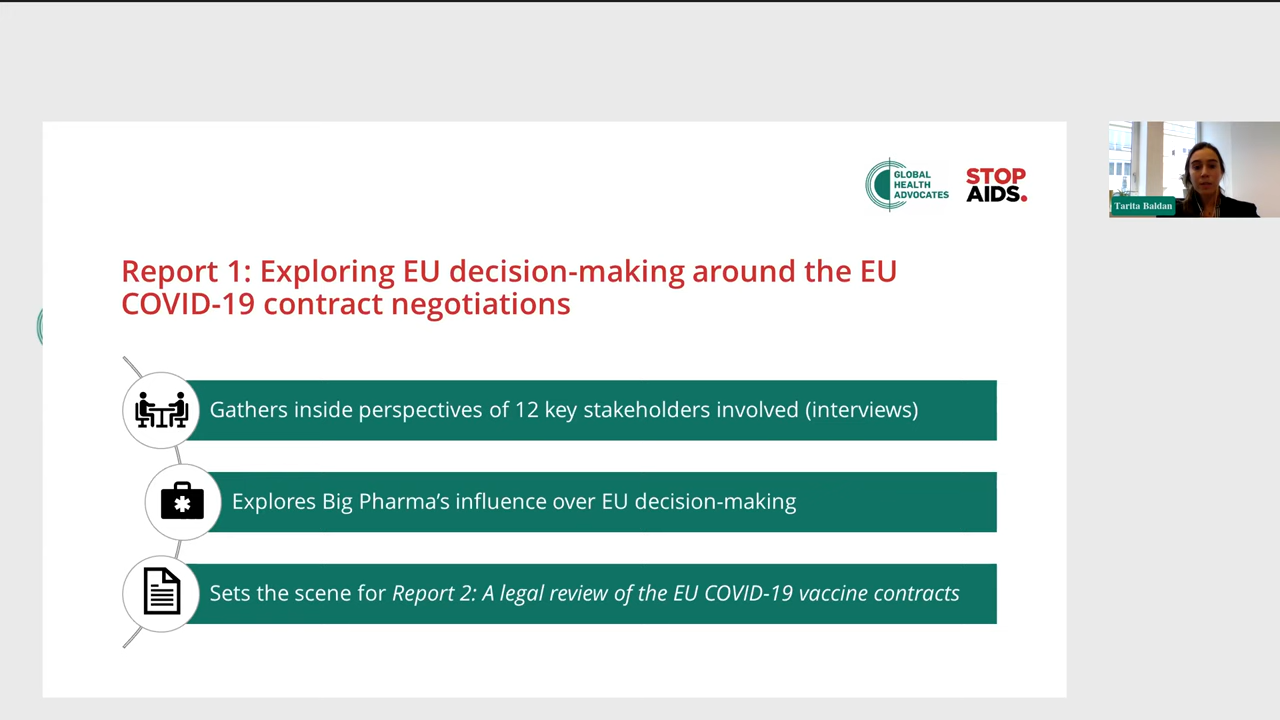 GLOBAL
HEALTH
ADVOCATES
STOP
AIDS.
Tarita Baldan
Report 1: Exploring EU decision-making around the EU
COVID-19 contract negotiations
Gathers inside perspectives of 12 key stakeholders involved (interviews)
Explores Big Pharma’s influence over EU decision-making
Sets the scene for Report 2: A legal review of the EU COVID-19 vaccine contracts